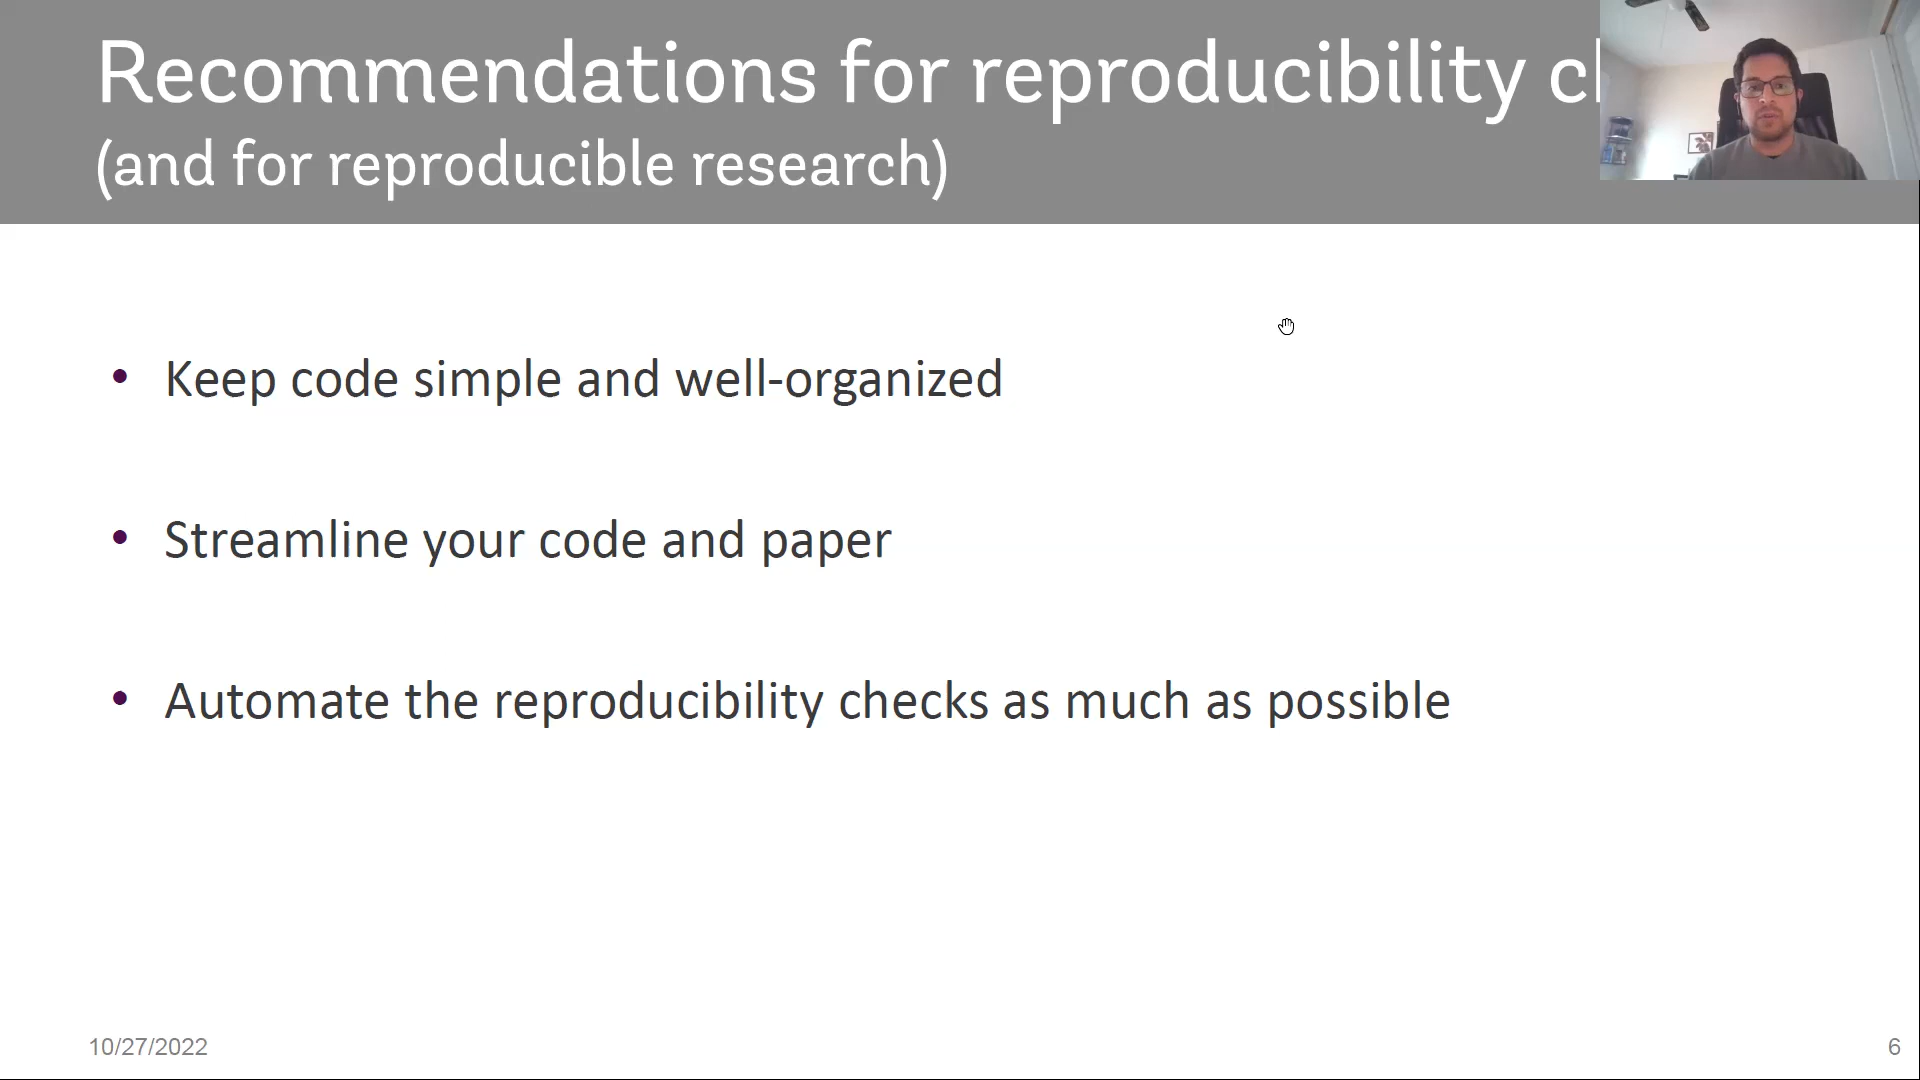 Recommendations for reproducibility
(and for reproducible research)
• Keep code simple and well-organized
• Streamline your code and paper
• Automate the reproducibility checks as much as possible
10/27/2022
6